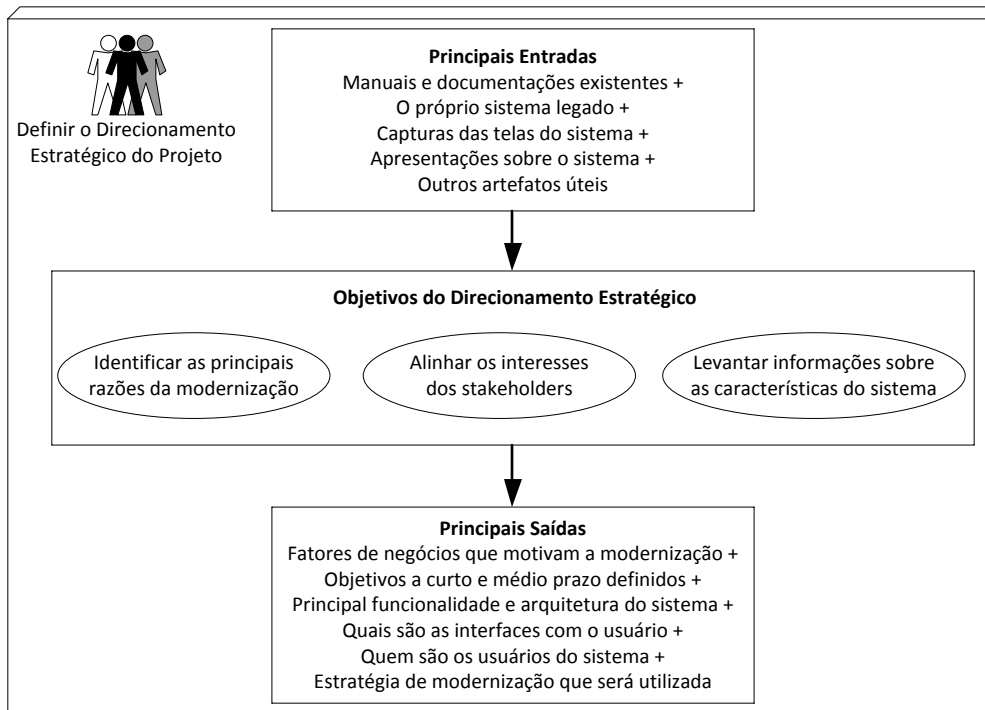 Definir o Direcionamento
Estratégico do Projeto
Principais Entradas
Manuais e documentações existentes +
O próprio sistema legado +
Capturas das telas do sistema +
Apresentações sobre o sistema +
Outros artefatos úteis
Objetivos do Direcionamento Estratégico
Identificar as principais
razões da modernização
Alinhar os interesses
dos stakeholders
Levantar informações sobre
as características do sistema
Principais Saídas
Fatores de negócios que motivam a modernização +
Objetivos a curto e médio prazo definidos +
Principal funcionalidade e arquitetura do sistema +
Quais são as interfaces com o usuário +
Quem são os usuários do sistema +
Estratégia de modernização que será utilizada